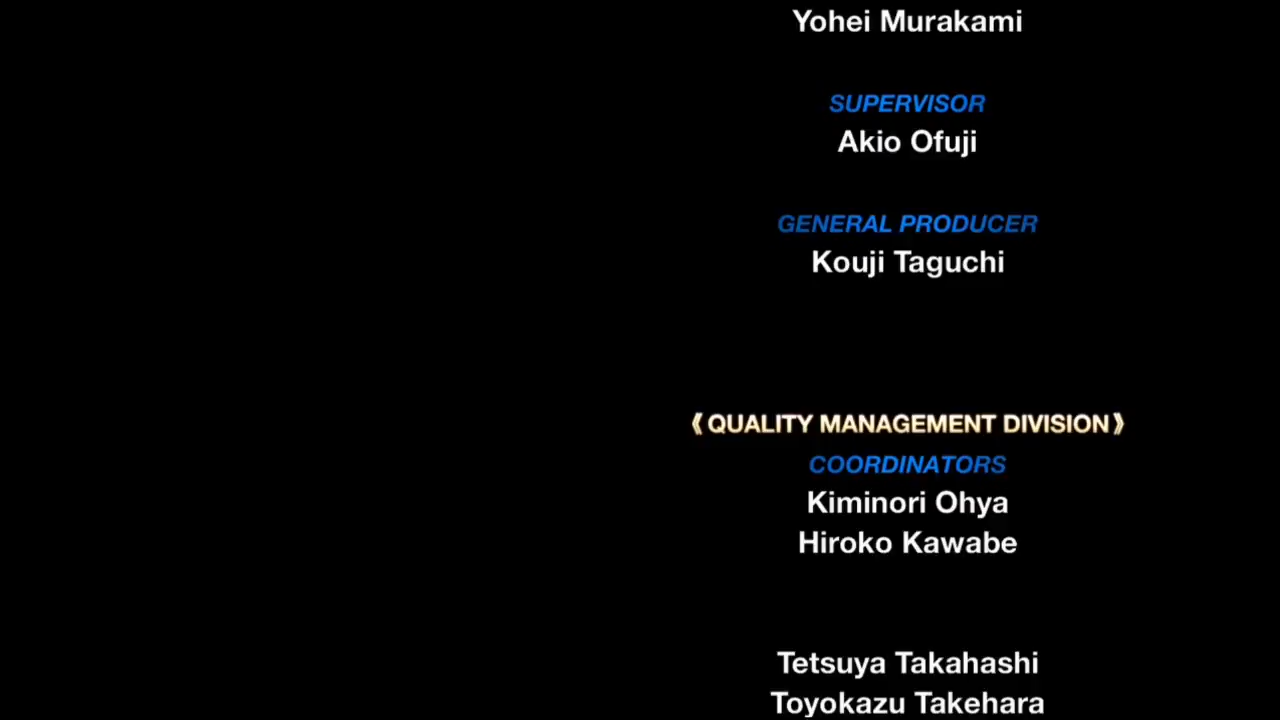 Yohei Murakami
SUPERVISOR
Akio Ofuji
GENERAL PRODUCER
Kouji Taguchi
《QUALITY MANAGEMENT DIVISION》
COORDINATORS
Kiminori Ohya
Hiroko Kawabe
Tetsuya Takahashi
Toyokazu Takehara